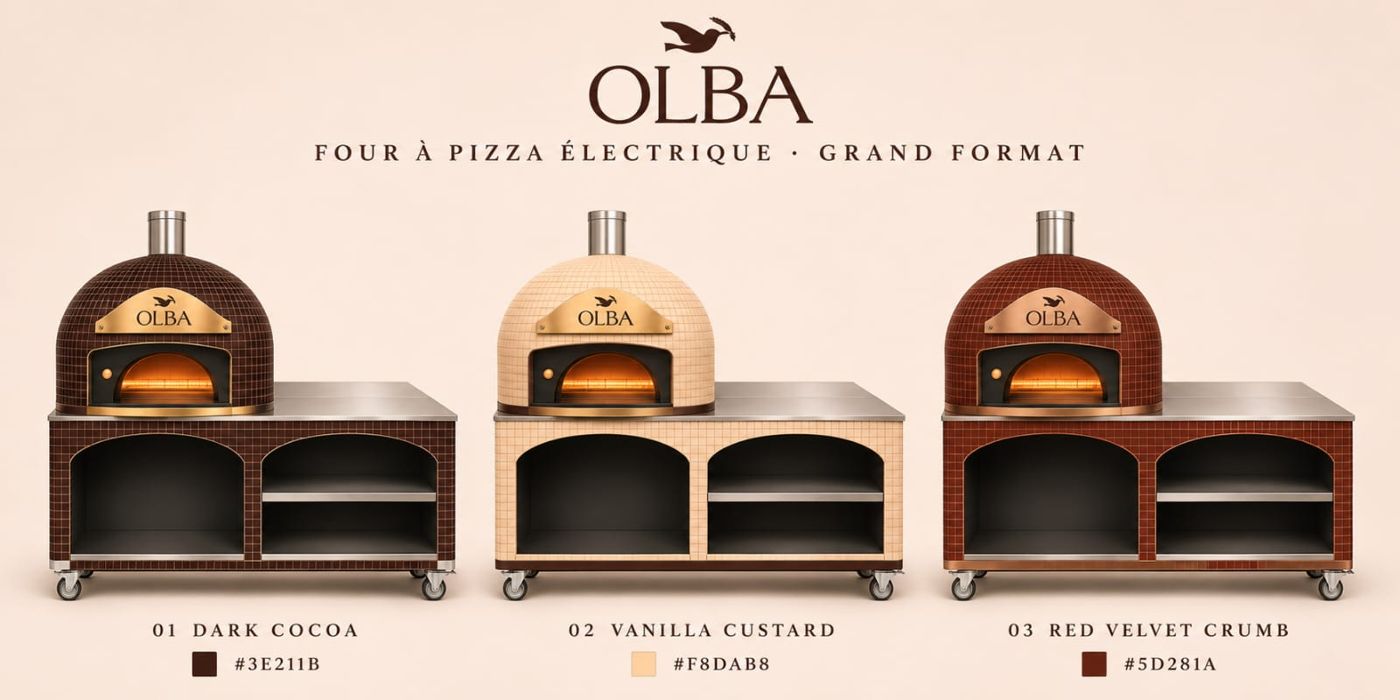 OLBA
FOUR À PIZZA ÉLECTRIQUE · GRAND FORMAT
OLBA
OLBA
OLBA
01 DARK COCOA
#3E211B
02 VANILLA CUSTARD
#F8DAB8
03 RED VELVET CRUMB
#5D281A